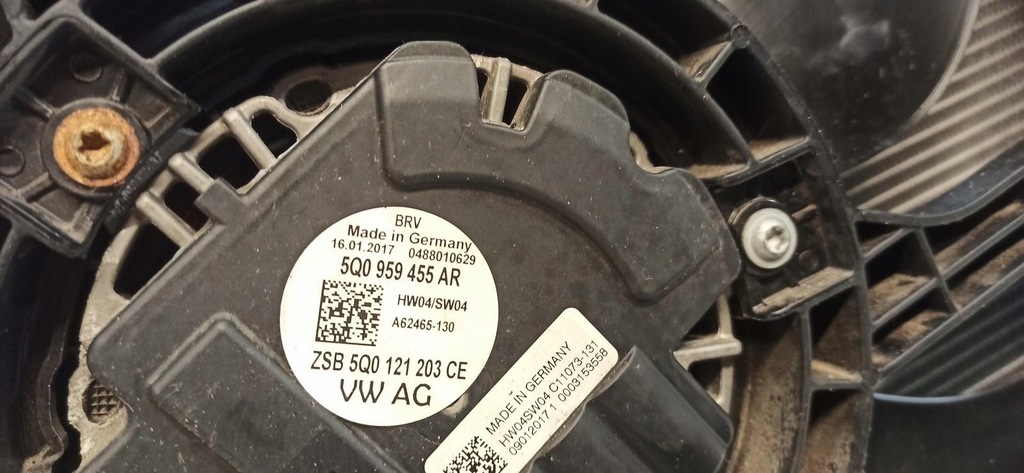 BRV
Made in Germany
16.01.2017 0488010629
5Q0 959 455 AR
HW04/SW04
A62465-130
ZSB 5Q0 121 203 CE
VW AG
MADE IN GERMANY
HW04SW04 C11073-131
09012017 1 0003153558